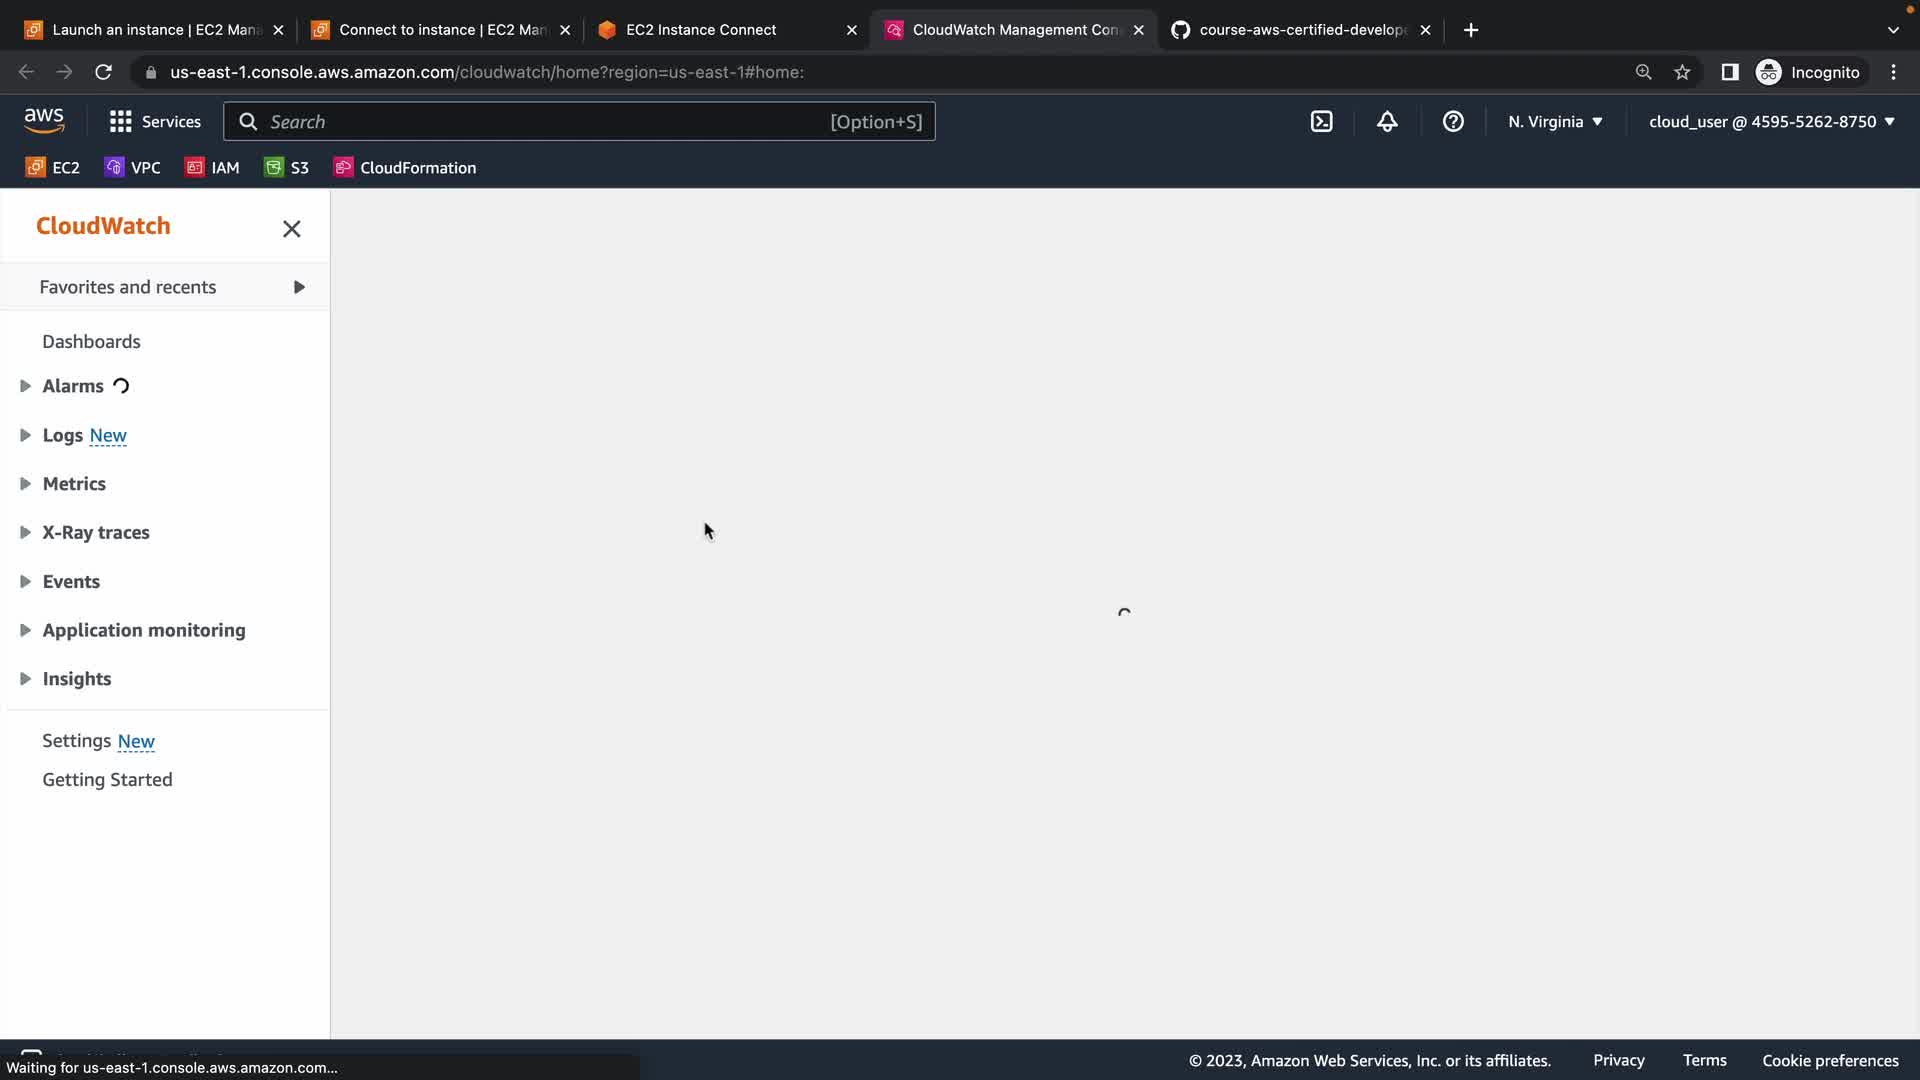 Launch an instance | EC2 Mana
Connect to instance | EC2 Man
EC2 Instance Connect
CloudWatch Management Con
course-aws-certified-develope
us-east-1.console.aws.amazon.com/cloudwatch/home?region=us-east-1#home:
Incognito
aws
Services
Search
[Option+S]
N. Virginia
cloud_user @ 4595-5262-8750
EC2
VPC
IAM
S3
CloudFormation
CloudWatch
Favorites and recents
Dashboards
Alarms
Logs New
Metrics
X-Ray traces
Events
Application monitoring
Insights
Settings New
Getting Started
Waiting for us-east-1.console.aws.amazon.com...
© 2023, Amazon Web Services, Inc. or its affiliates.
Privacy
Terms
Cookie preferences